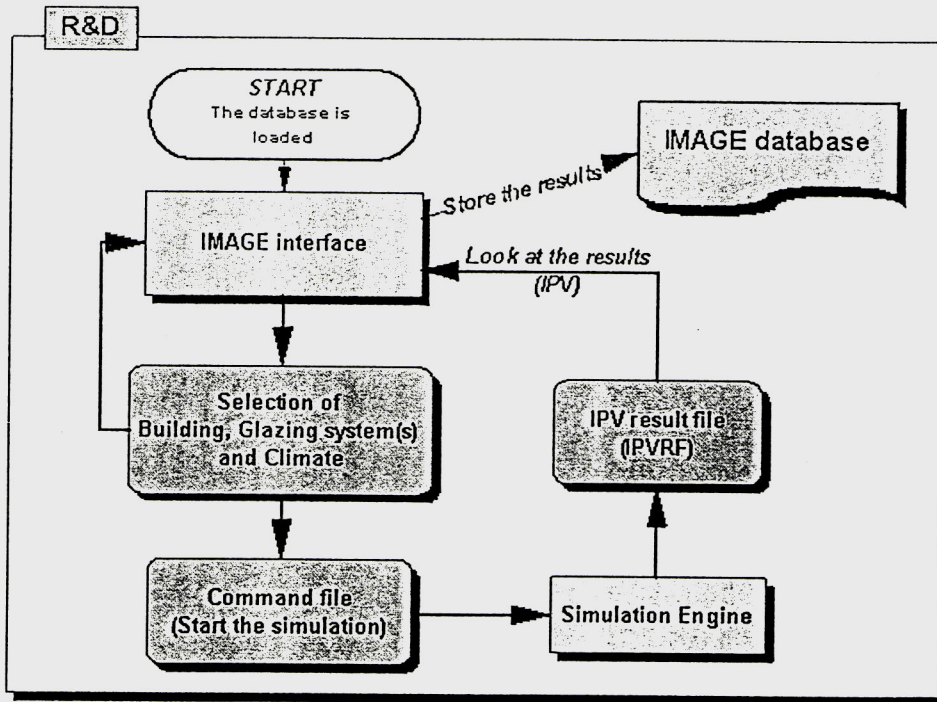 R&D
START
The database is
loaded
IMAGE database
Store the results
IMAGE interface
Look at the results
(IPV)
Selection of
Building, Glazing system(s)
and Climate
IPV result file
(IPVRF)
Command file
(Start the simulation)
Simulation Engine